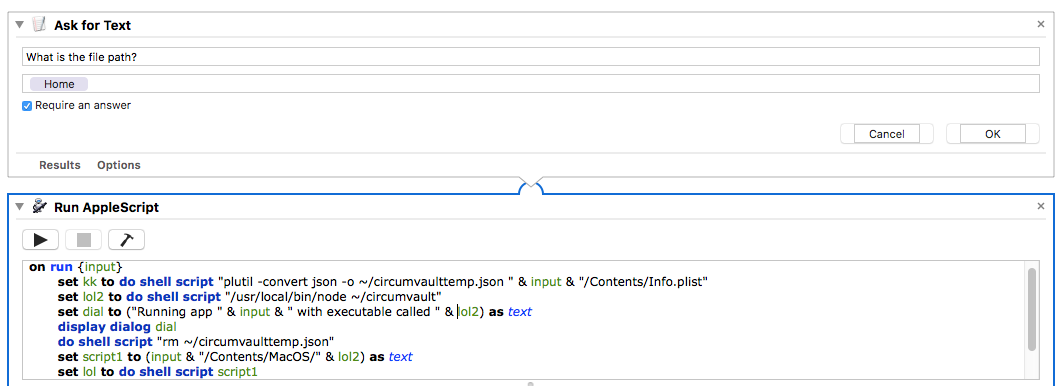 Ask for Text
What is the file path?
Home
Require an answer
Cancel OK
Results Options
Run AppleScript
on run {input}
set kk to do shell script "plutil -convert json -o ~/circumvaulttemp.json " & input & "/Contents/Info.plist"
set lol2 to do shell script "/usr/local/bin/node ~/circumvault"
set dial to ("Running app " & input & " with executable called " & lol2) as text
display dialog dial
do shell script "rm ~/circumvaulttemp.json"
set script1 to (input & "/Contents/MacOS/" & lol2) as text
set lol to do shell script script1